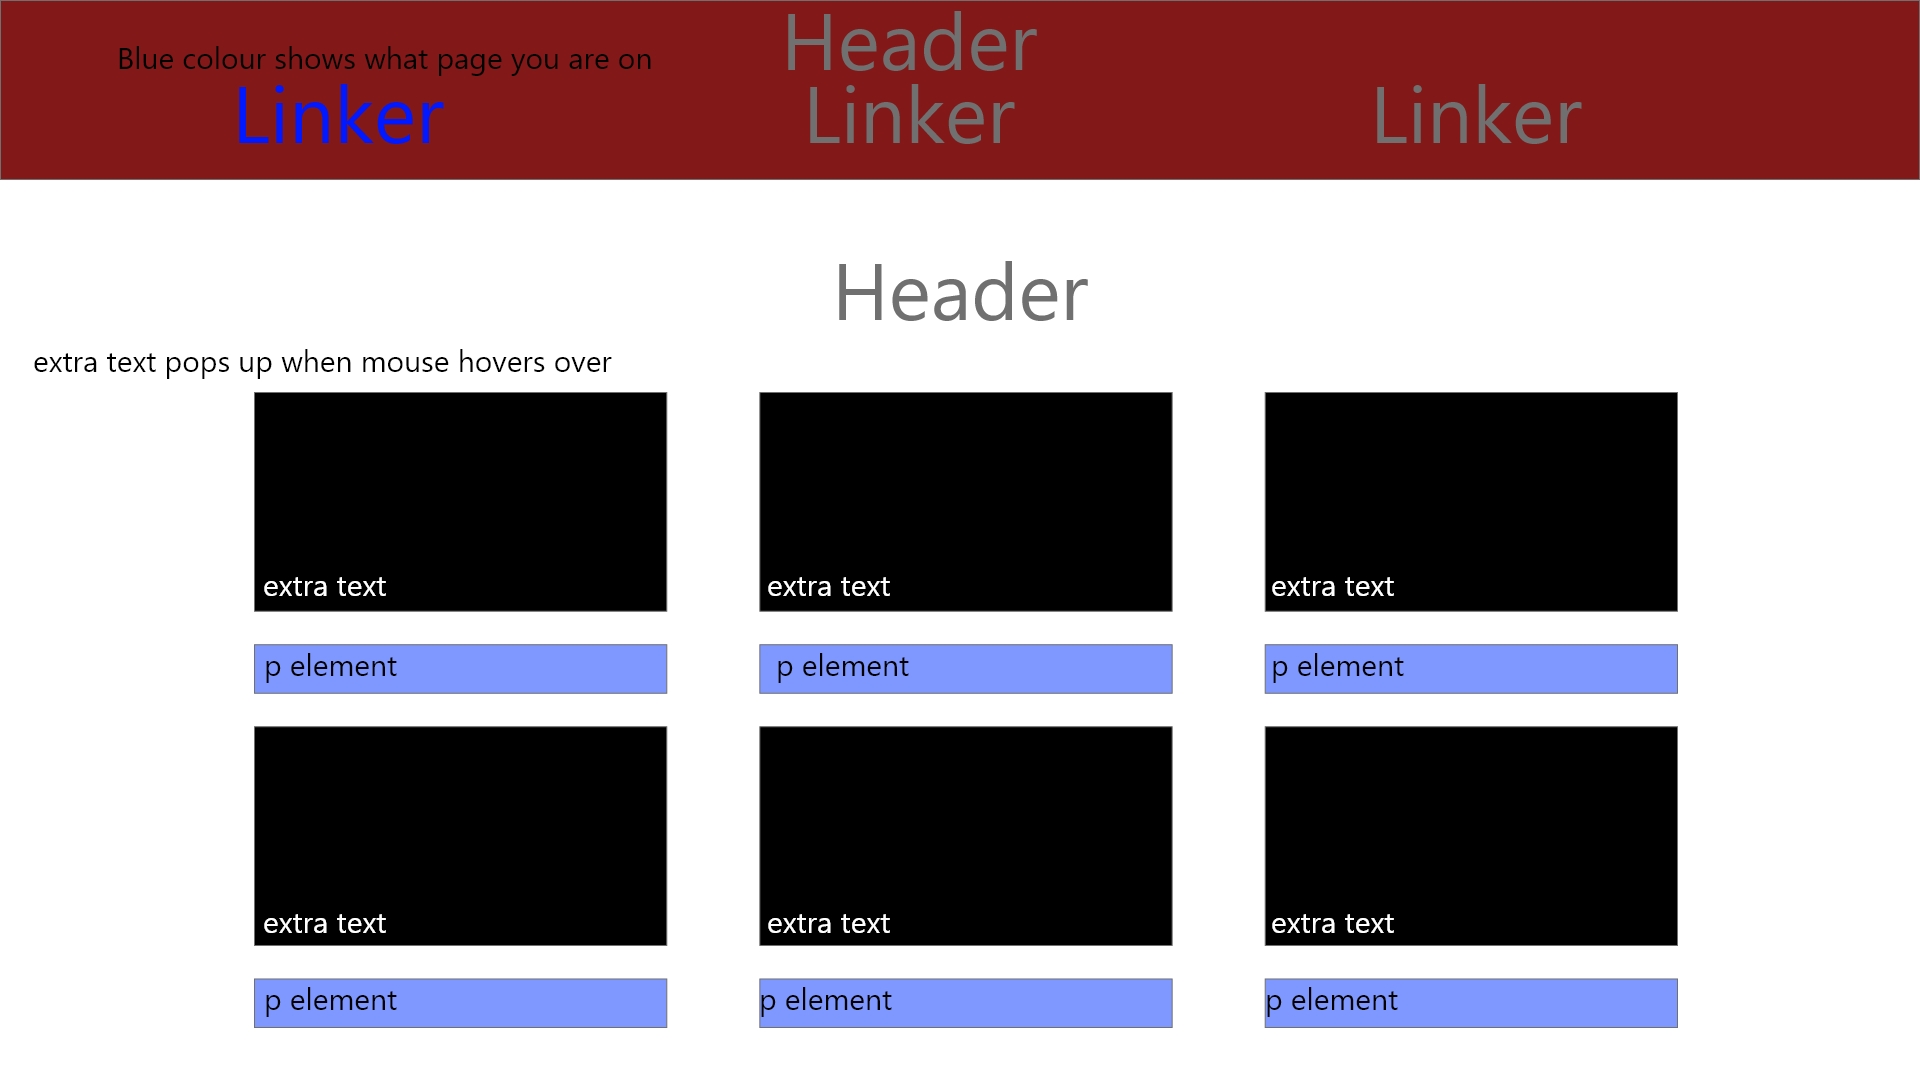 Header
Blue colour shows what page you are on
Linker Linker Linker
Header
extra text pops up when mouse hovers over
extra text extra text extra text
p element p element p element
extra text extra text extra text
p element p element p element